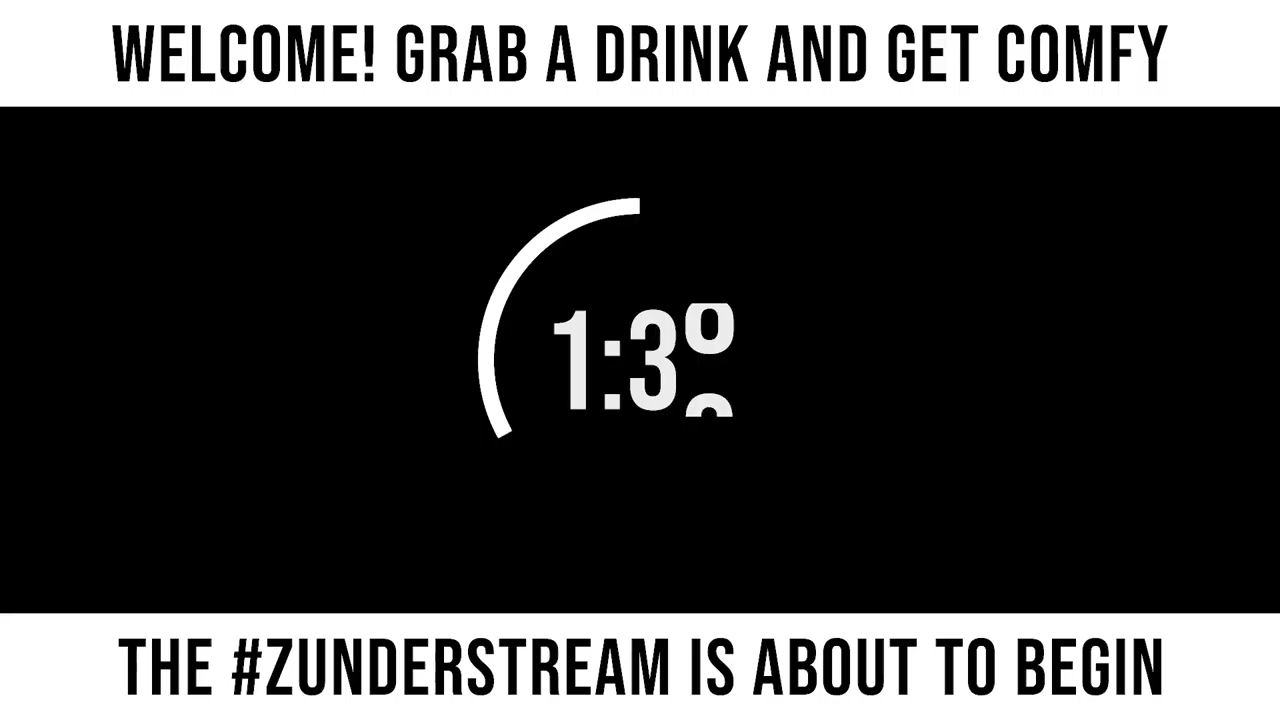 WELCOME! GRAB A DRINK AND GET COMFY
1:3
THE #ZUNDERSTREAM IS ABOUT TO BEGIN